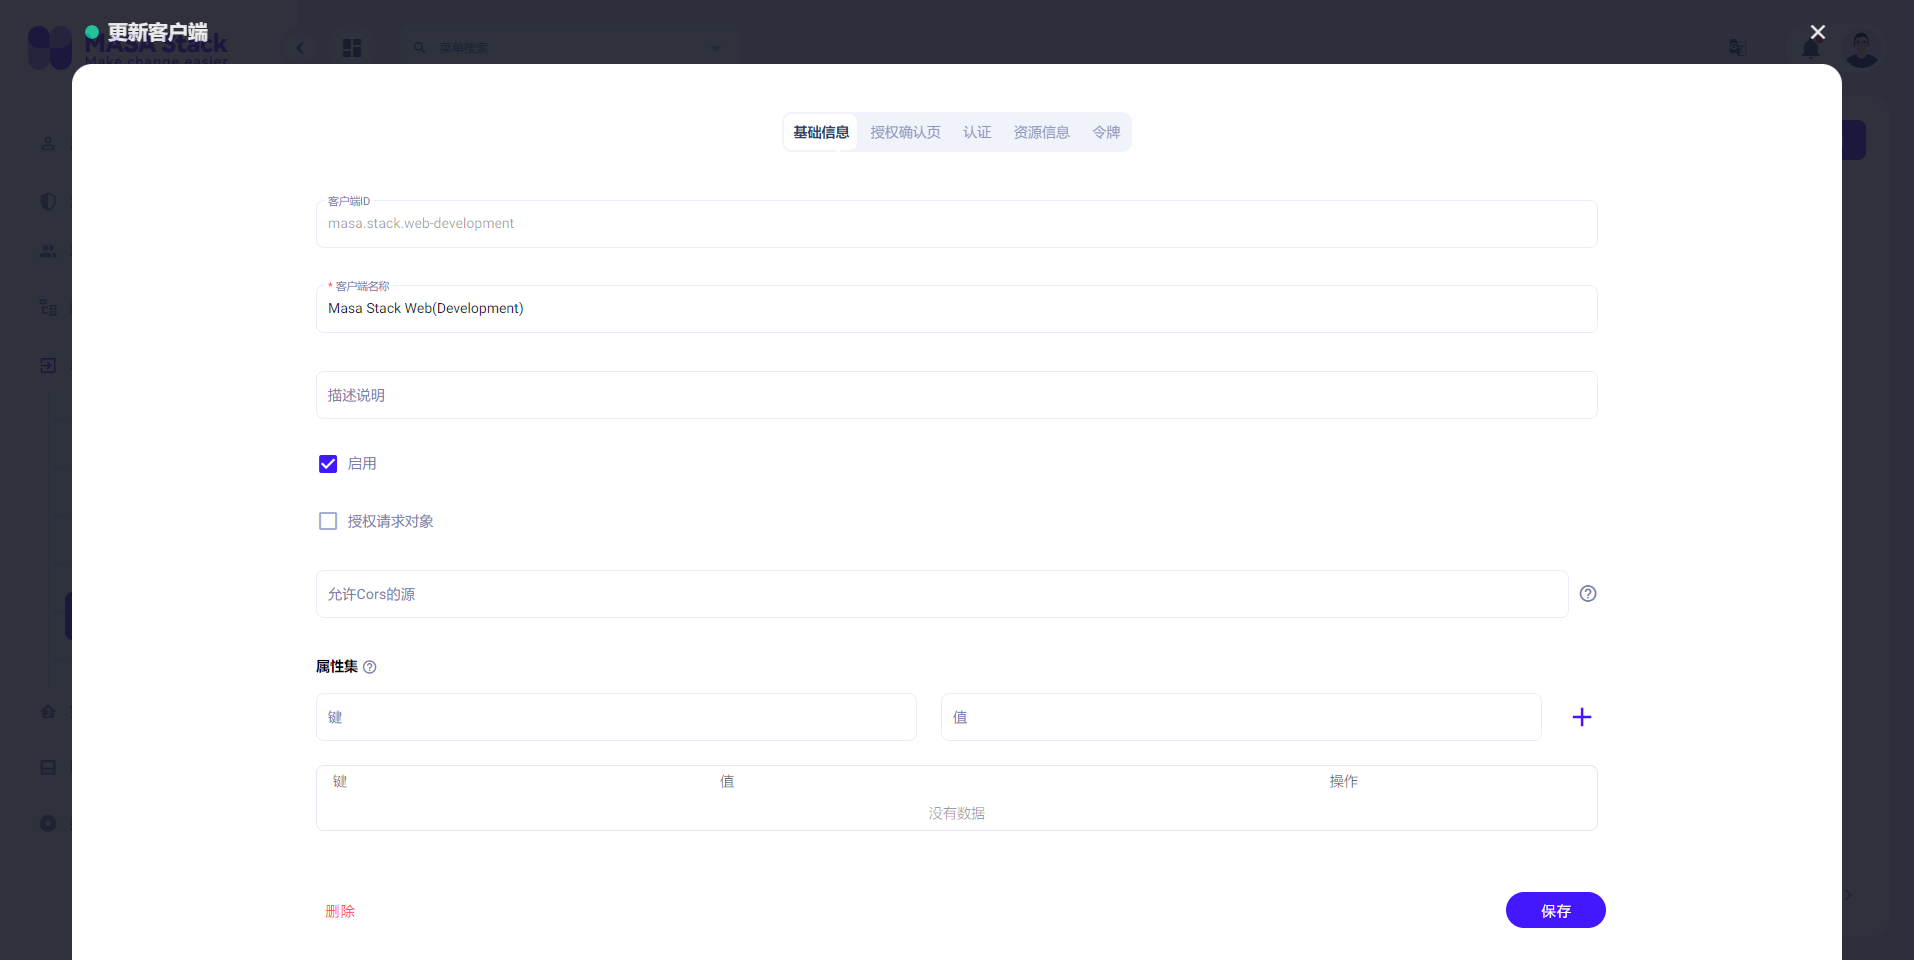 更新客户端
MASA Stack
Make change easier
菜单搜索
基础信息 授权确认页 认证 资源信息 令牌
客户端ID
masa.stack.web-development
* 客户端名称
Masa Stack Web(Development)
描述说明
启用
授权请求对象
允许Cors的源
属性集
键 值
键 值 操作
没有数据
删除 保存